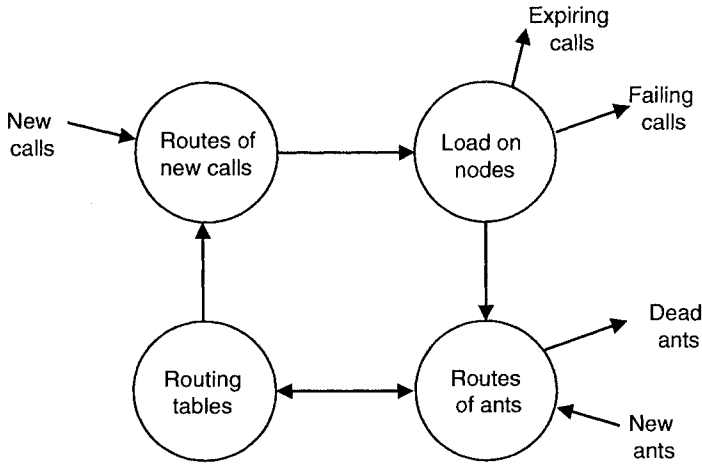 Expiring
calls
New
calls
Routes of
new calls
Load on
nodes
Failing
calls
Routing
tables
Routes
of ants
Dead
ants
New
ants